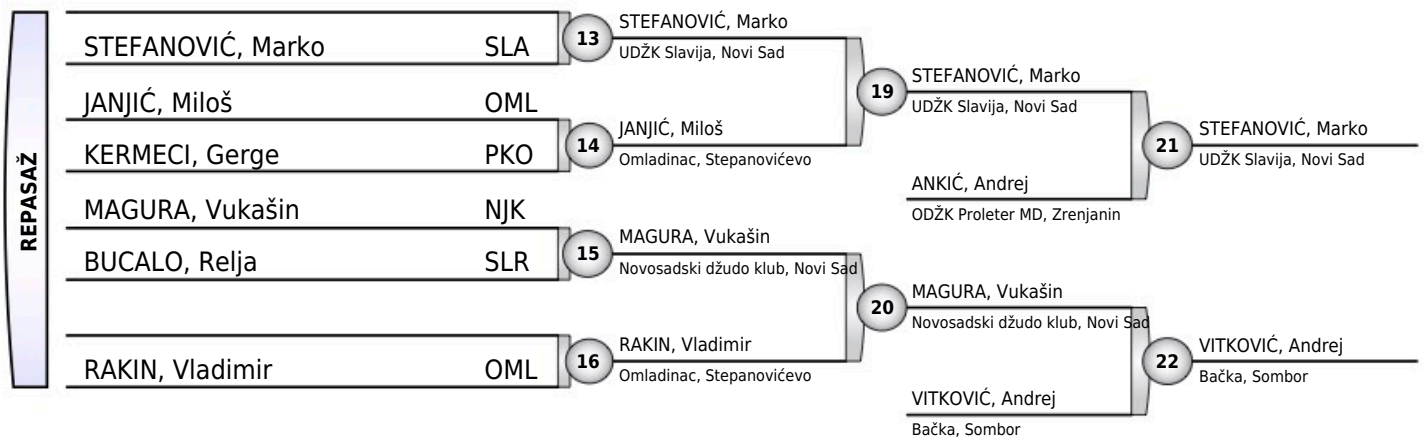 REPASAŽ
STEFANOVIĆ, Marko SLA
JANJIĆ, Miloš OML
KERMECI, Gerge PKO
MAGURA, Vukašin NJK
BUCALO, Relja SLR
RAKIN, Vladimir OML
13
STEFANOVIĆ, Marko
UDŽK Slavija, Novi Sad
14
JANJIĆ, Miloš
Omladinac, Stepanovićevo
15
MAGURA, Vukašin
Novosadski džudo klub, Novi Sad
16
RAKIN, Vladimir
Omladinac, Stepanovićevo
19
STEFANOVIĆ, Marko
UDŽK Slavija, Novi Sad
ANKIĆ, Andrej
ODŽK Proleter MD, Zrenjanin
20
MAGURA, Vukašin
Novosadski džudo klub, Novi Sad
VITKOVIĆ, Andrej
Bačka, Sombor
21
STEFANOVIĆ, Marko
UDŽK Slavija, Novi Sad
22
VITKOVIĆ, Andrej
Bačka, Sombor